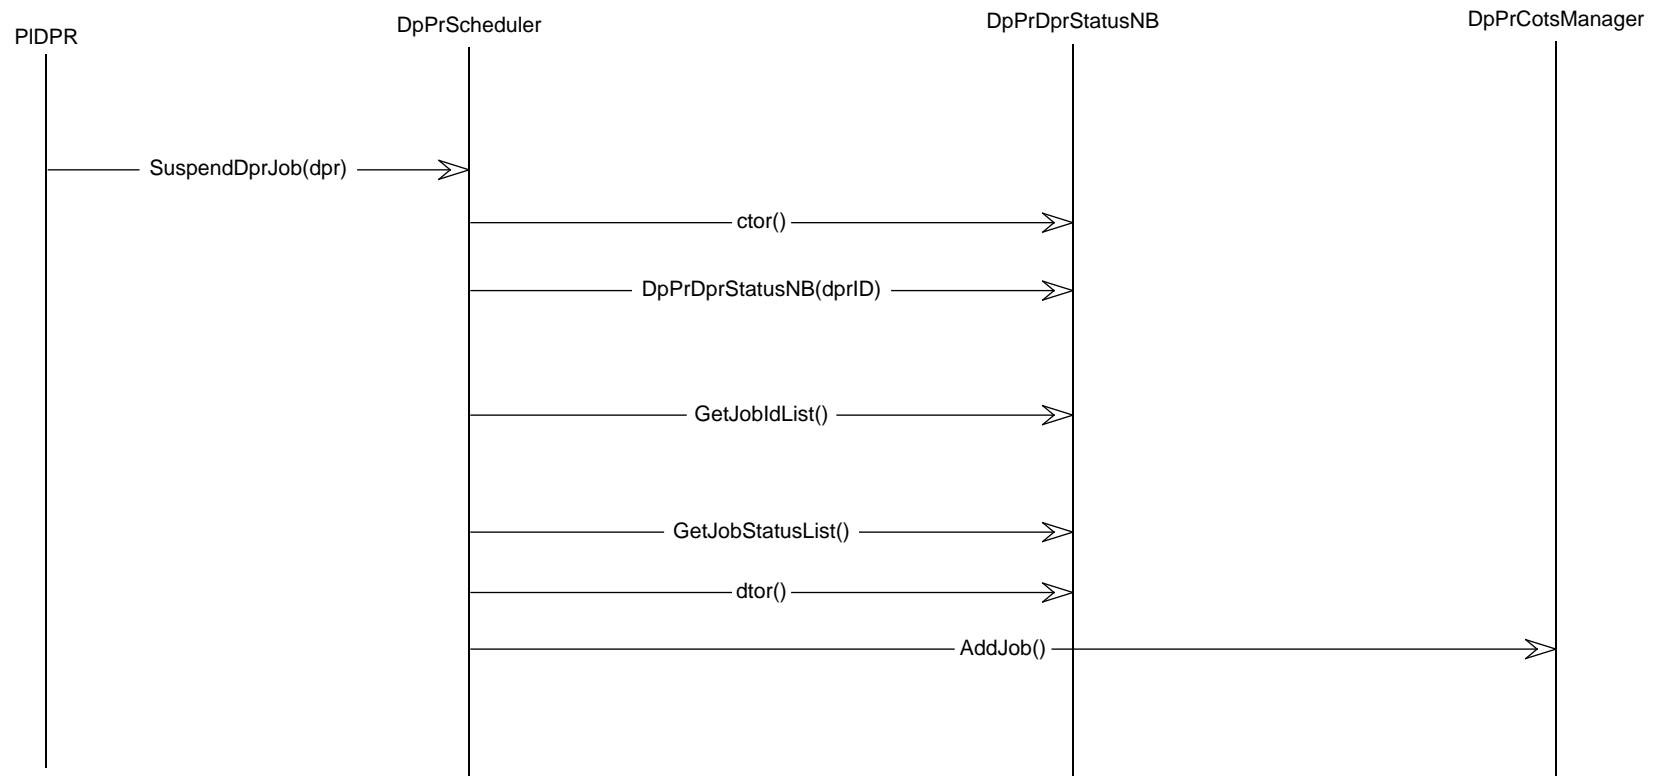 PlDPR
DpPrScheduler
DpPrDprStatusNB
DpPrCotsManager
SuspendDprJob(dpr)
ctor()
DpPrDprStatusNB(dprID)
GetJobIdList()
GetJobStatusList()
dtor()
AddJob()